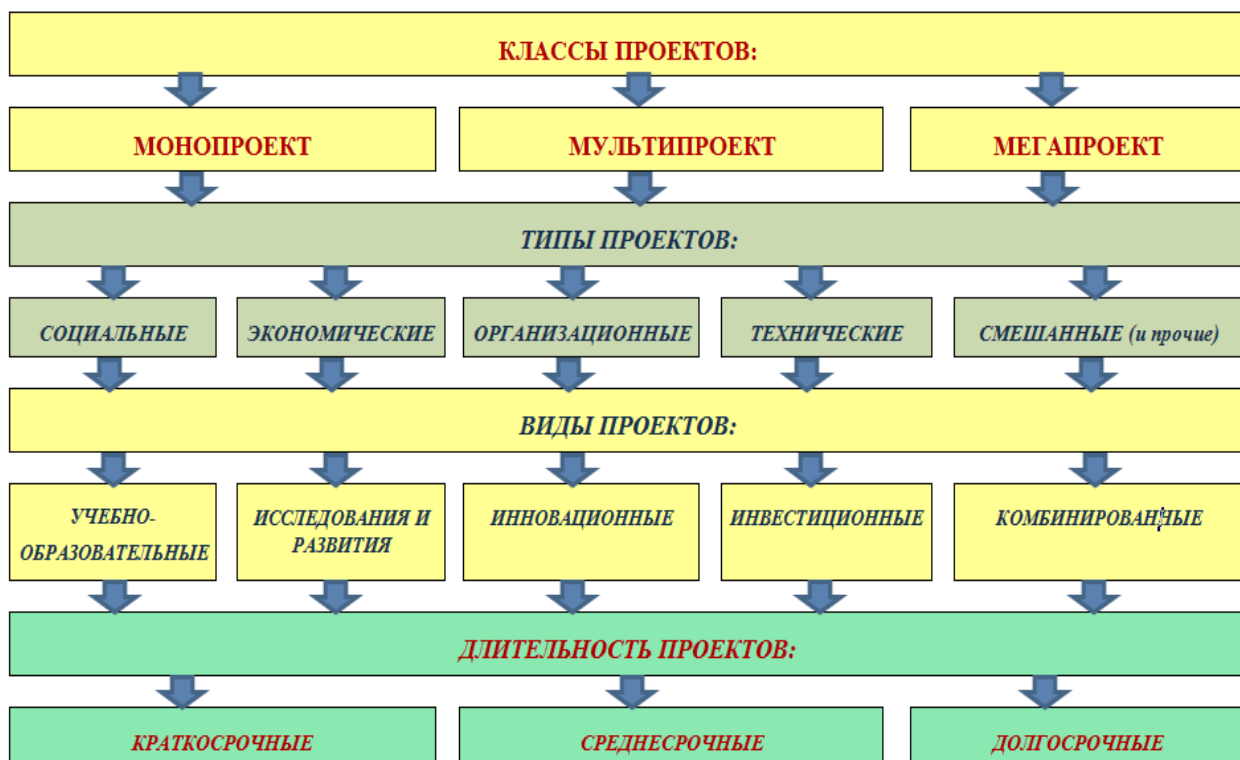 КЛАССЫ ПРОЕКТОВ:
МОНОПРОЕКТ
МУЛЬТИПРОЕКТ
МЕГАПРОЕКТ
ТИПЫ ПРОЕКТОВ:
СОЦИАЛЬНЫЕ
ЭКОНОМИЧЕСКИЕ
ОРГАНИЗАЦИОННЫЕ
ТЕХНИЧЕСКИЕ
СМЕШАННЫЕ (и прочие)
ВИДЫ ПРОЕКТОВ:
УЧЕБНО-
ОБРАЗОВАТЕЛЬНЫЕ
ИССЛЕДОВАНИЯ И
РАЗВИТИЯ
ИННОВАЦИОННЫЕ
ИНВЕСТИЦИОННЫЕ
КОМБИНИРОВАННЫЕ
ДЛИТЕЛЬНОСТЬ ПРОЕКТОВ:
КРАТКОСРОЧНЫЕ
СРЕДНЕСРОЧНЫЕ
ДОЛГОСРОЧНЫЕ